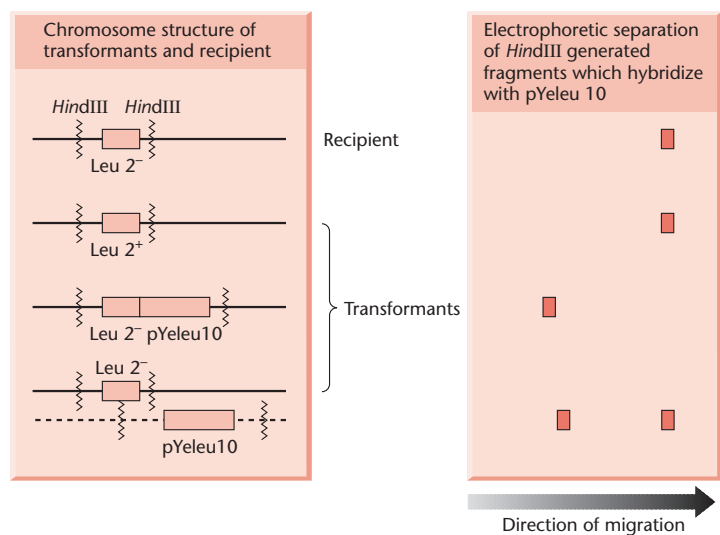 Chromosome structure of
transformants and recipient
HindIII HindIII
Leu 2⁻
Recipient
Leu 2⁺
Leu 2⁻ pYeleu10
Transformants
Leu 2⁻
pYeleu10
Electrophoretic separation
of HindIII generated
fragments which hybridize
with pYeleu 10
Direction of migration